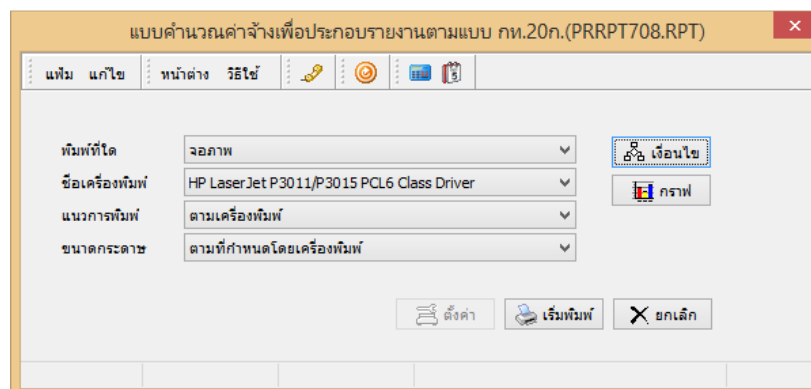 แบบคำนวณค่าจ้างเพื่อประกอบรายงานตามแบบ กท.20ก.(PRRPT708.RPT)
แฟ้ม แก้ไข หน้าต่าง วิธีใช้
พิมพ์ที่ใด จอภาพ เงื่อนไข
ชื่อเครื่องพิมพ์ HP LaserJet P3011/P3015 PCL6 Class Driver กราฟ
แนวการพิมพ์ ตามเครื่องพิมพ์
ขนาดกระดาษ ตามที่กำหนดโดยเครื่องพิมพ์
ตั้งค่า เริ่มพิมพ์ ยกเลิก